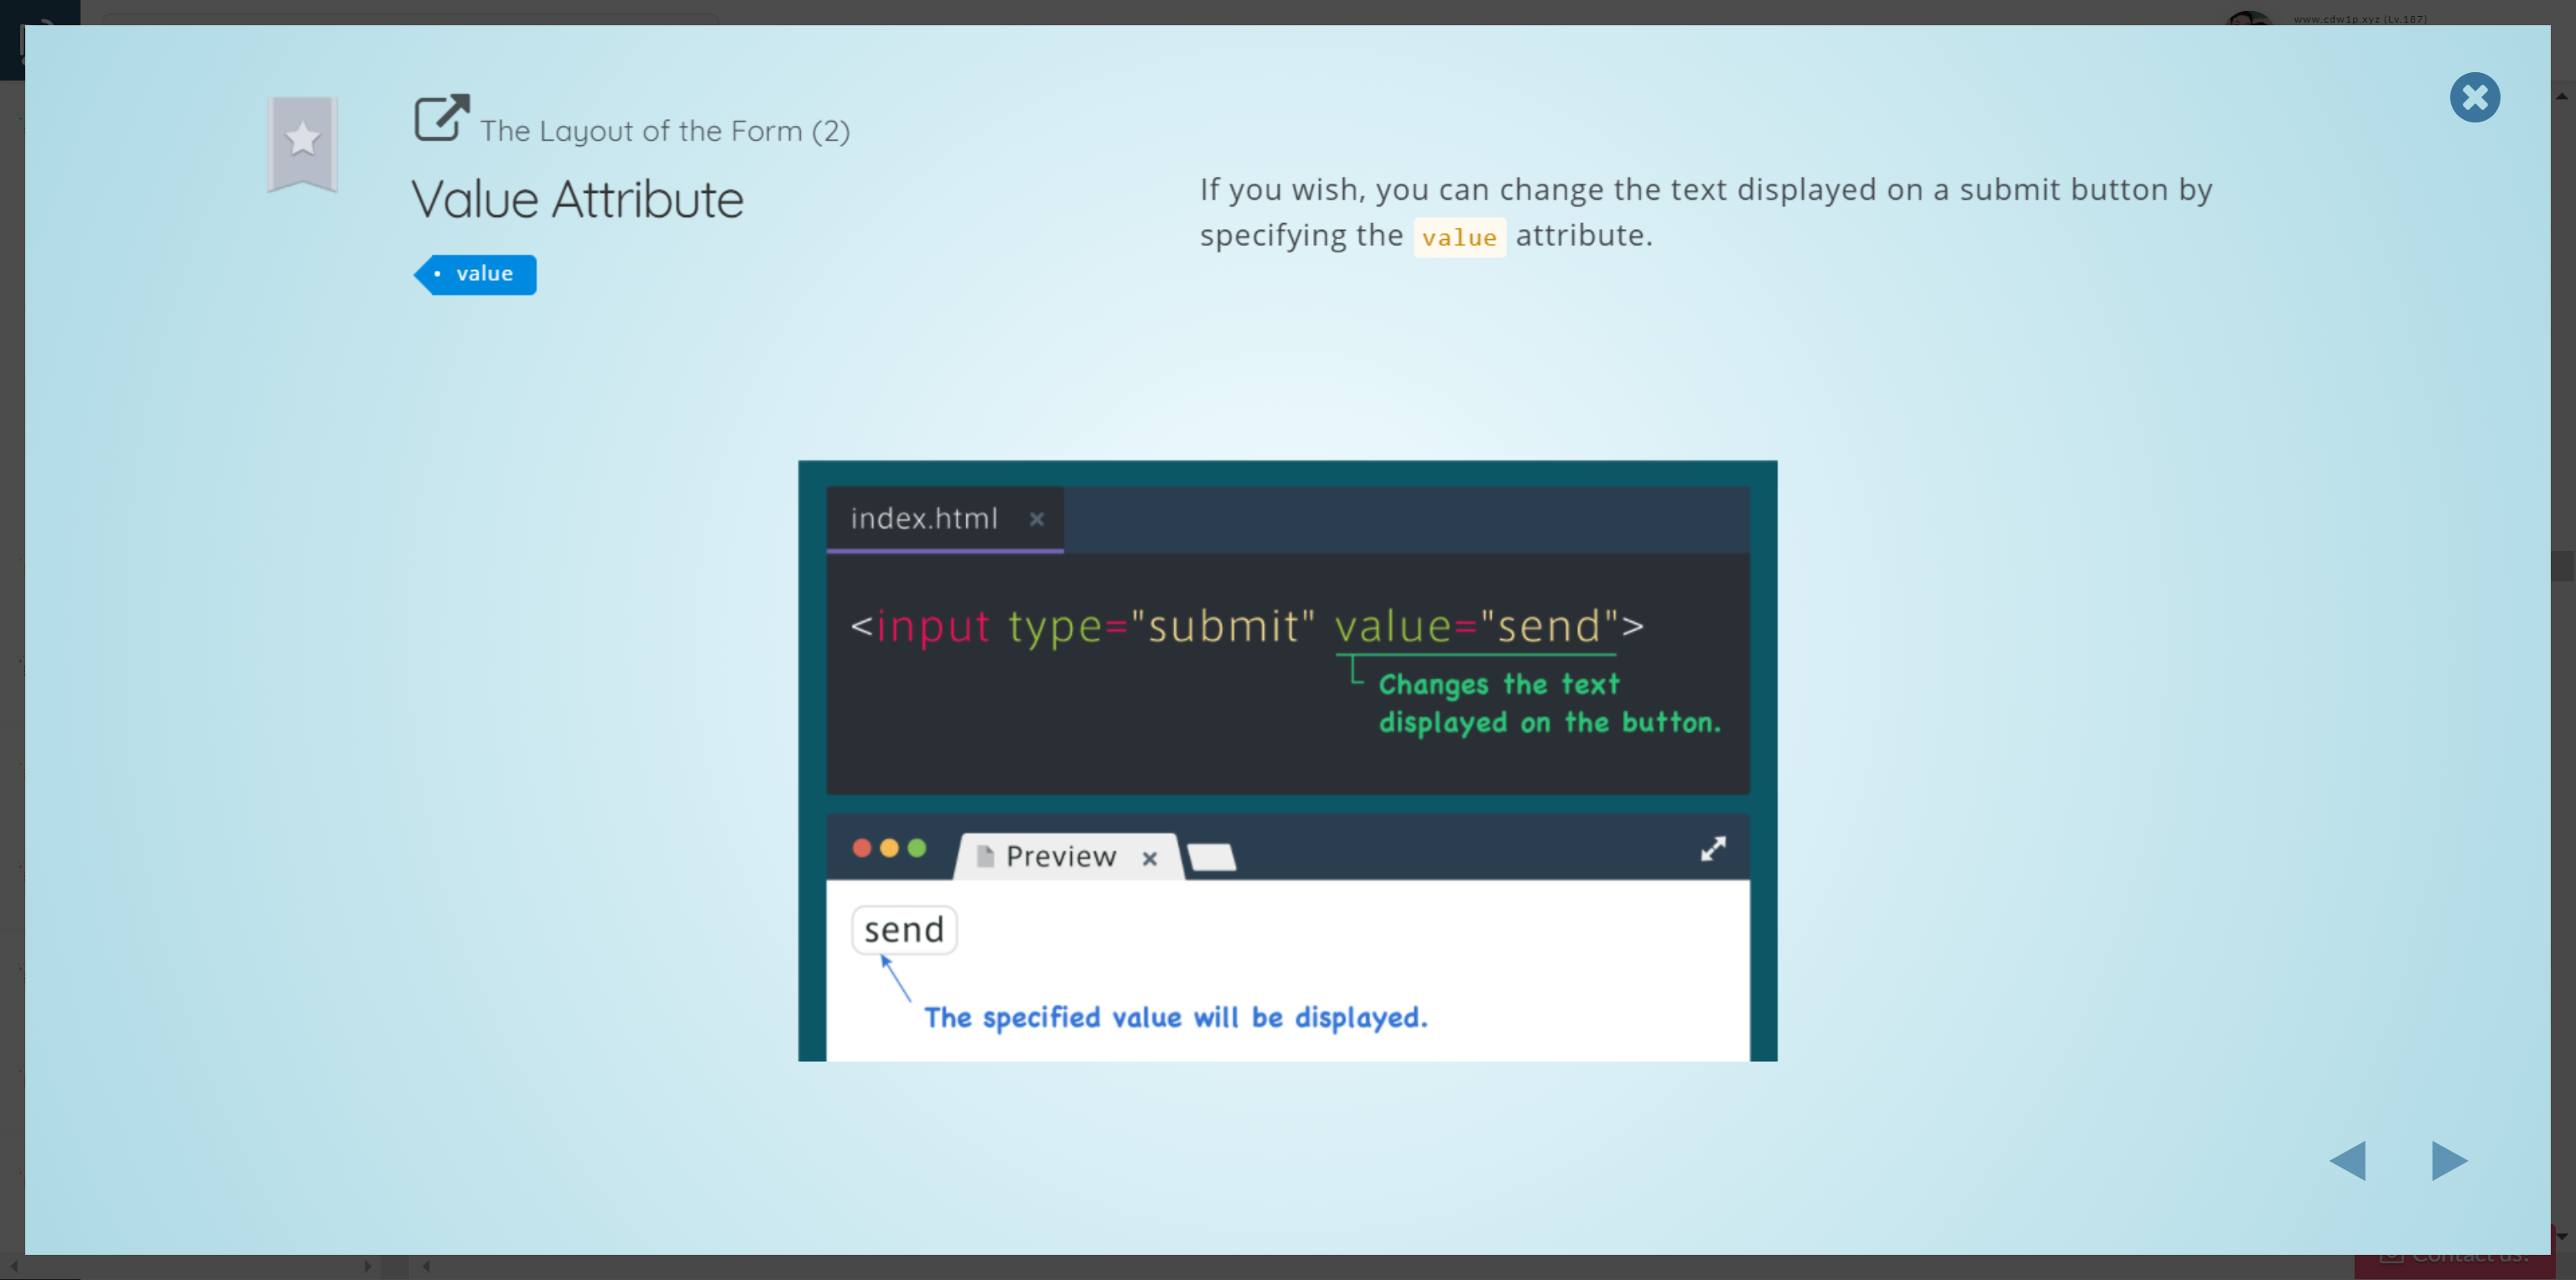 www.cdw1p.xyz (Lv.187)
The Layout of the Form (2)
Value Attribute
value
If you wish, you can change the text displayed on a submit button by
specifying the value attribute.
index.html
<input type="submit" value="send">
Changes the text
displayed on the button.
Preview
send
The specified value will be displayed.
Contact us!